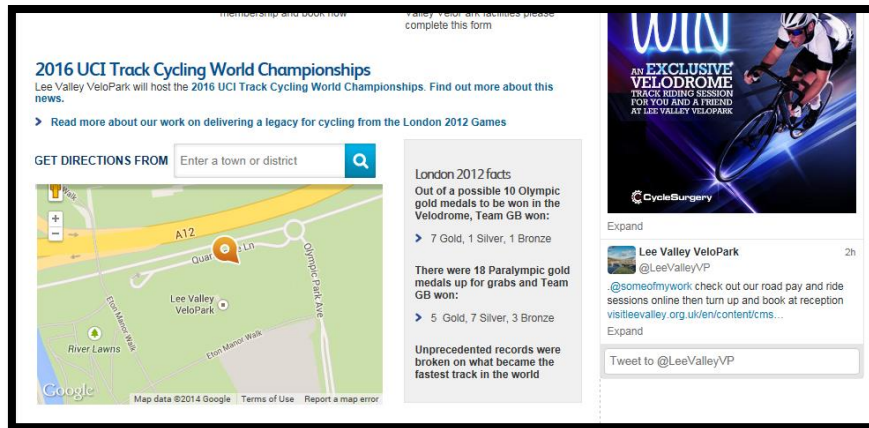 membership and book now
Valley VeloPark facilities please
complete this form
2016 UCI Track Cycling World Championships
Lee Valley VeloPark will host the 2016 UCI Track Cycling World Championships. Find out more about this
news.
Read more about our work on delivering a legacy for cycling from the London 2012 Games
GET DIRECTIONS FROM
Enter a town or district
Walk
A12
Quar
e Ln
Olympic Park Ave
Lee Valley
VeloPark
Eton Manor Walk
Eton Manor Walk
River Lawns
Google
Map data ©2014 Google
Terms of Use
Report a map error
London 2012 facts
Out of a possible 10 Olympic
gold medals to be won in the
Velodrome, Team GB won:
7 Gold, 1 Silver, 1 Bronze
There were 18 Paralympic gold
medals up for grabs and Team
GB won:
5 Gold, 7 Silver, 3 Bronze
Unprecedented records were
broken on what became the
fastest track in the world
WIN
AN EXCLUSIVE
VELODROME
TRACK RIDING SESSION
FOR YOU AND A FRIEND
AT LEE VALLEY VELOPARK
CycleSurgery
Expand
Lee Valley VeloPark
2h
@LeeValleyVP
.@someofmywork check out our road pay and ride
sessions online then turn up and book at reception
visitleevalley.org.uk/en/content/cms…
Expand
Tweet to @LeeValleyVP